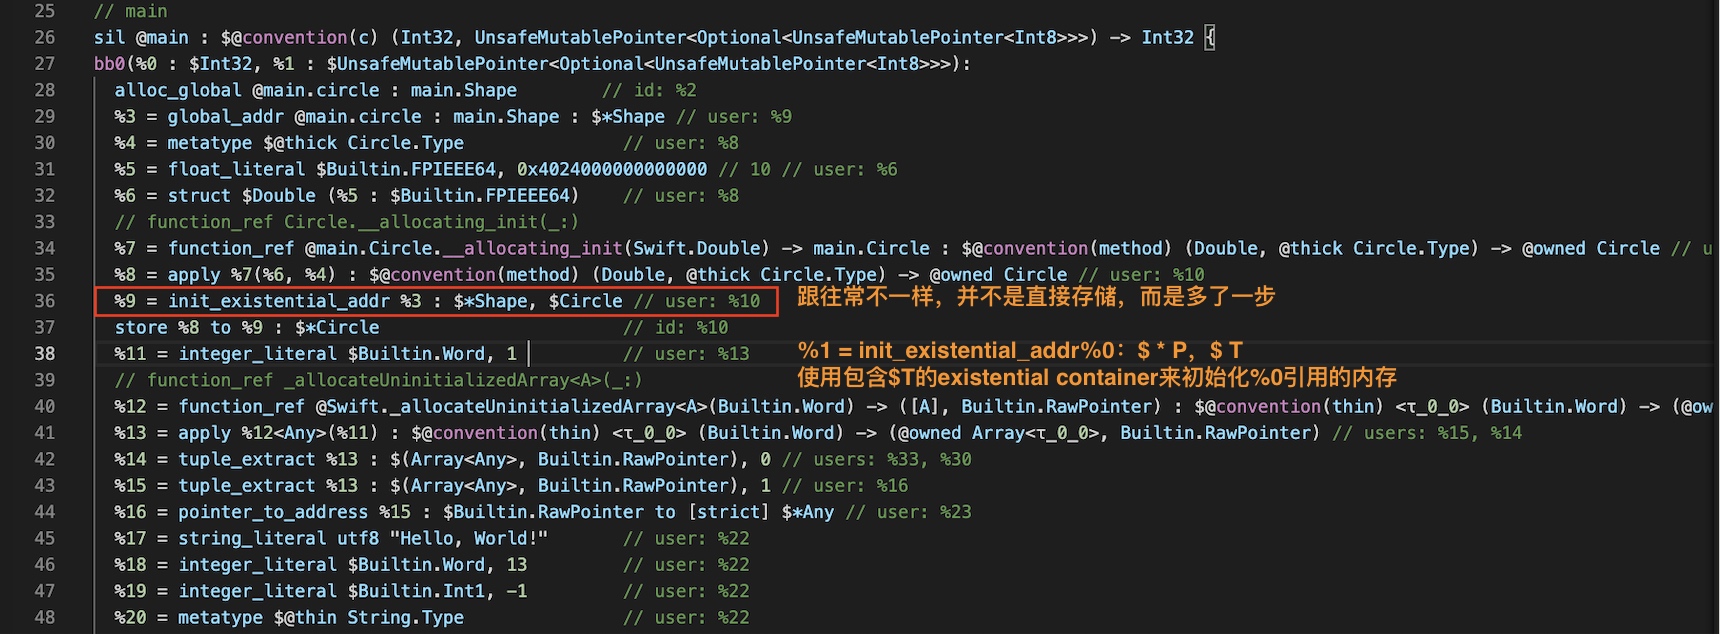 25 // main
26 sil @main : $@convention(c) (Int32, UnsafeMutablePointer<Optional<UnsafeMutablePointer<Int8>>>) -> Int32 {
27 bb0(%0 : $Int32, %1 : $UnsafeMutablePointer<Optional<UnsafeMutablePointer<Int8>>>):
28 alloc_global @main.circle : main.Shape // id: %2
29 %3 = global_addr @main.circle : main.Shape : $*Shape // user: %9
30 %4 = metatype $@thick Circle.Type // user: %8
31 %5 = float_literal $Builtin.FPIEEE64, 0x4024000000000000 // 10 // user: %6
32 %6 = struct $Double (%5 : $Builtin.FPIEEE64) // user: %8
33 // function_ref Circle.__allocating_init(_:)
34 %7 = function_ref @main.Circle.__allocating_init(Swift.Double) -> main.Circle : $@convention(method) (Double, @thick Circle.Type) -> @owned Circle // u
35 %8 = apply %7(%6, %4) : $@convention(method) (Double, @thick Circle.Type) -> @owned Circle // user: %10
36 %9 = init_existential_addr %3 : $*Shape, $Circle // user: %10 跟往常不一样，并不是直接存储，而是多了一步
37 store %8 to %9 : $*Circle // id: %10
38 %11 = integer_literal $Builtin.Word, 1 // user: %13 %1 = init_existential_addr%0：$ * P，$ T
39 // function_ref _allocateUninitializedArray<A>(_:) 使用包含$T的existential container来初始化%0引用的内存
40 %12 = function_ref @Swift._allocateUninitializedArray<A>(Builtin.Word) -> ([A], Builtin.RawPointer) : $@convention(thin) <τ_0_0> (Builtin.Word) -> (@ow
41 %13 = apply %12<Any>(%11) : $@convention(thin) <τ_0_0> (Builtin.Word) -> (@owned Array<τ_0_0>, Builtin.RawPointer) // users: %15, %14
42 %14 = tuple_extract %13 : $(Array<Any>, Builtin.RawPointer), 0 // users: %33, %30
43 %15 = tuple_extract %13 : $(Array<Any>, Builtin.RawPointer), 1 // user: %16
44 %16 = pointer_to_address %15 : $Builtin.RawPointer to [strict] $*Any // user: %23
45 %17 = string_literal utf8 "Hello, World!" // user: %22
46 %18 = integer_literal $Builtin.Word, 13 // user: %22
47 %19 = integer_literal $Builtin.Int1, -1 // user: %22
48 %20 = metatype $@thin String.Type // user: %22